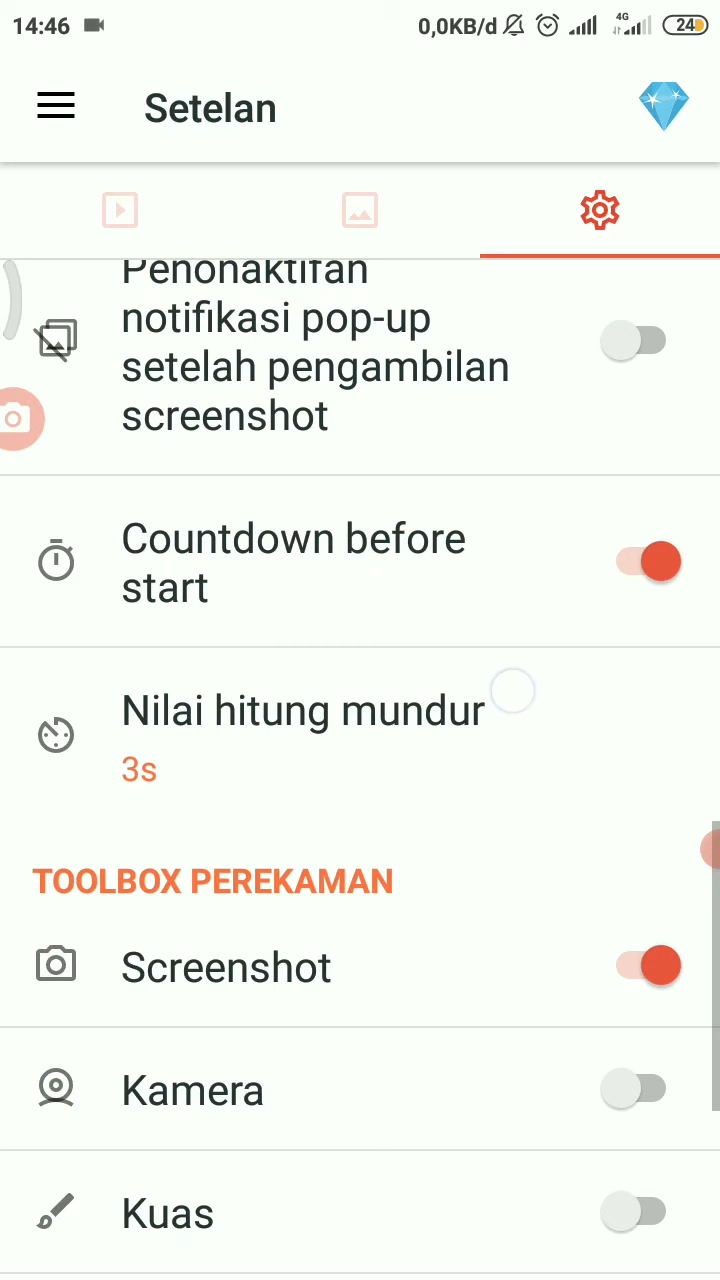 14:46 0,0KB/d 4G 24
Setelan
Penonaktifan
notifikasi pop-up
setelah pengambilan
screenshot
Countdown before
start
Nilai hitung mundur
3s
TOOLBOX PEREKAMAN
Screenshot
Kamera
Kuas